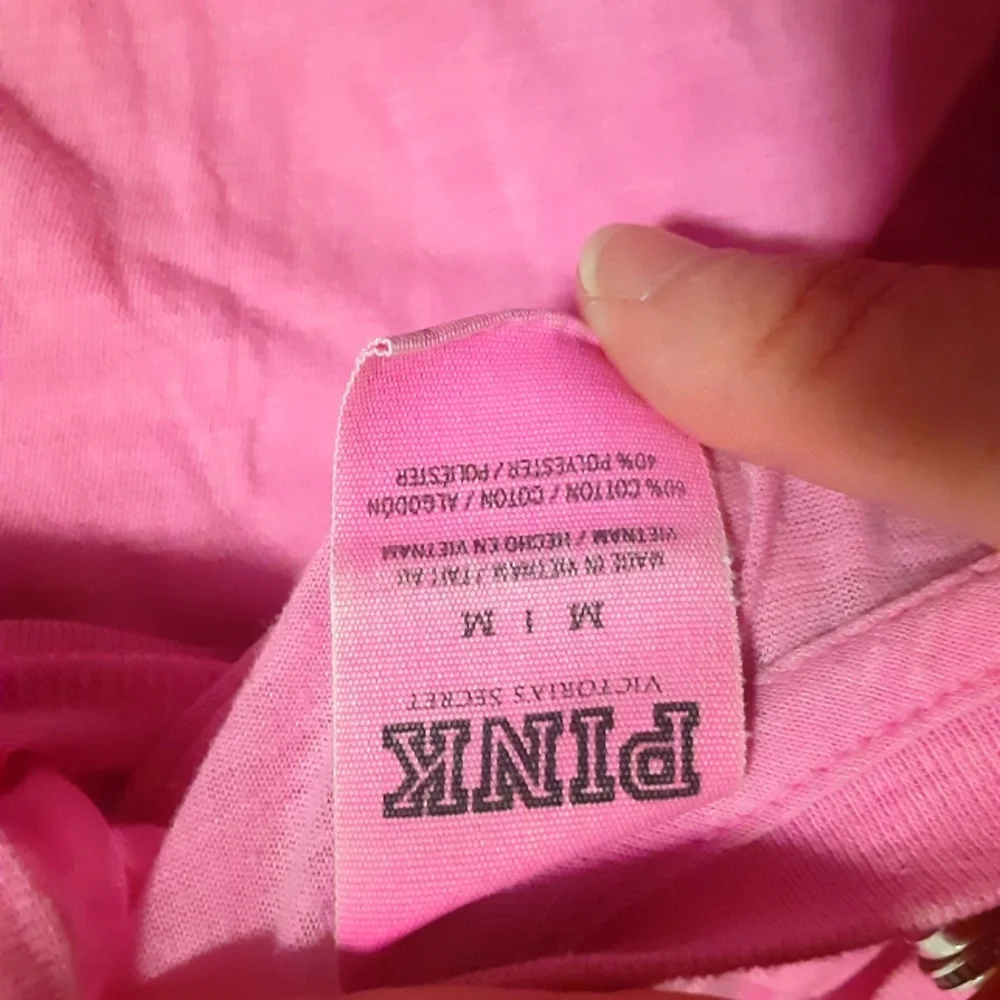 PINK
VICTORIA'S SECRET
M | M
MADE IN VIETNAM / FAIT AU
VIETNAM / HECHO EN VIETNAM
60% COTTON / COTON / ALGODÓN
40% POLYESTER / POLIÉSTER